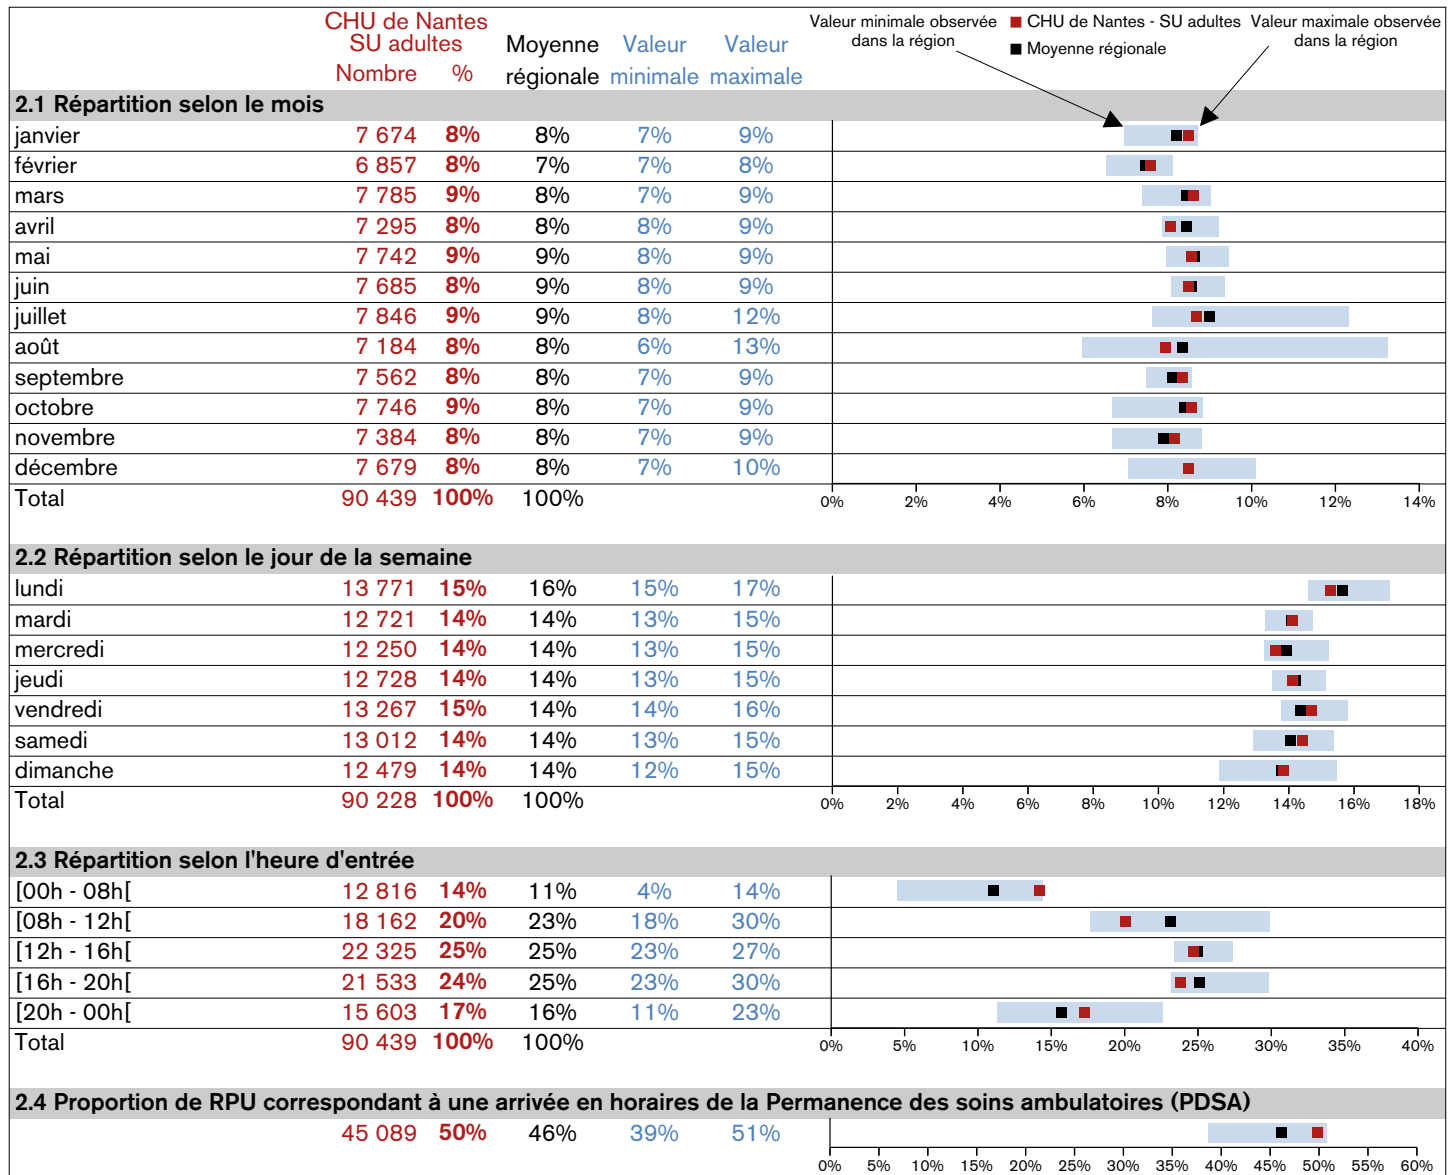 CHU de Nantes
SU adultes
Nombre % Moyenne régionale Valeur minimale Valeur maximale
Valeur minimale observée dans la région
CHU de Nantes - SU adultes
Moyenne régionale
Valeur maximale observée dans la région
2.1 Répartition selon le mois
janvier 7 674 8% 8% 7% 9%
février 6 857 8% 7% 7% 8%
mars 7 785 9% 8% 7% 9%
avril 7 295 8% 8% 8% 9%
mai 7 742 9% 9% 8% 9%
juin 7 685 8% 9% 8% 9%
juillet 7 846 9% 9% 8% 12%
août 7 184 8% 8% 6% 13%
septembre 7 562 8% 8% 7% 9%
octobre 7 746 9% 8% 7% 9%
novembre 7 384 8% 8% 7% 9%
décembre 7 679 8% 8% 7% 10%
Total 90 439 100% 100%
0% 2% 4% 6% 8% 10% 12% 14%
2.2 Répartition selon le jour de la semaine
lundi 13 771 15% 16% 15% 17%
mardi 12 721 14% 14% 13% 15%
mercredi 12 250 14% 14% 13% 15%
jeudi 12 728 14% 14% 13% 15%
vendredi 13 267 15% 14% 14% 16%
samedi 13 012 14% 14% 13% 15%
dimanche 12 479 14% 14% 12% 15%
Total 90 228 100% 100%
0% 2% 4% 6% 8% 10% 12% 14% 16% 18%
2.3 Répartition selon l'heure d'entrée
[00h - 08h[ 12 816 14% 11% 4% 14%
[08h - 12h[ 18 162 20% 23% 18% 30%
[12h - 16h[ 22 325 25% 25% 23% 27%
[16h - 20h[ 21 533 24% 25% 23% 30%
[20h - 00h[ 15 603 17% 16% 11% 23%
Total 90 439 100% 100%
0% 5% 10% 15% 20% 25% 30% 35% 40%
2.4 Proportion de RPU correspondant à une arrivée en horaires de la Permanence des soins ambulatoires (PDSA)
45 089 50% 46% 39% 51%
0% 5% 10% 15% 20% 25% 30% 35% 40% 45% 50% 55% 60%